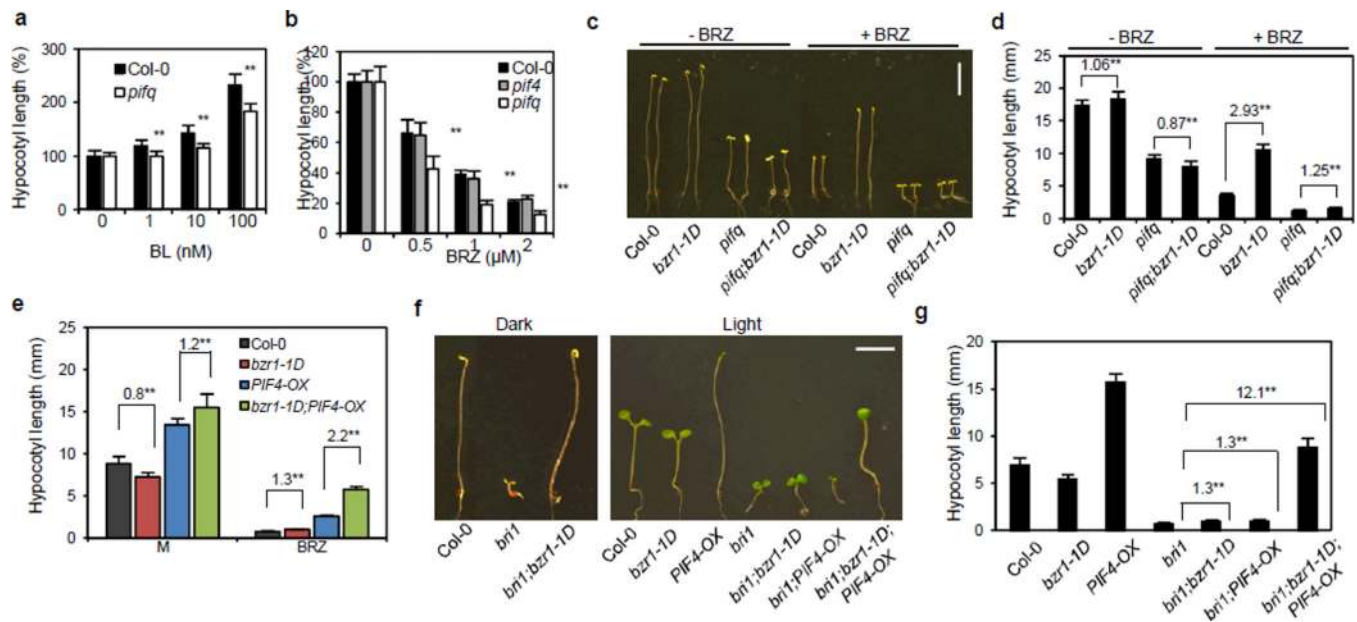 a
Hypocotyl length (%)
300
200
100
0
Col-0
pifq
**
**
**
0 1 10 100
BL (nM)
b
Hypocotyl length (%)
120
100
80
60
40
20
0
Col-0
pif4
pifq
**
**
**
0 0.5 1 2
BRZ (µM)
c
- BRZ + BRZ
Col-0
bzr1-1D
pifq
pifq;bzr1-1D
Col-0
bzr1-1D
pifq
pifq;bzr1-1D
d
- BRZ + BRZ
Hypocotyl length (mm)
25
20
15
10
5
0
1.06**
0.87**
2.93**
1.25**
Col-0
bzr1-1D
pifq
pifq;bzr1-1D
Col-0
bzr1-1D
pifq
pifq;bzr1-1D
e
Hypocotyl length (mm)
25
20
15
10
5
0
Col-0
bzr1-1D
PIF4-OX
bzr1-1D;PIF4-OX
0.8**
1.2**
1.3**
2.2**
M BRZ
f
Dark Light
Col-0
bri1
bri1;bzr1-1D
Col-0
bzr1-1D
PIF4-OX
bri1
bri1;bzr1-1D
bri1;PIF4-OX
bri1;bzr1-1D;
PIF4-OX
g
Hypocotyl length (mm)
20
15
10
5
0
12.1**
1.3**
1.3**
Col-0
bzr1-1D
PIF4-OX
bri1
bri1;bzr1-1D
bri1;PIF4-OX
bri1;bzr1-1D;
PIF4-OX